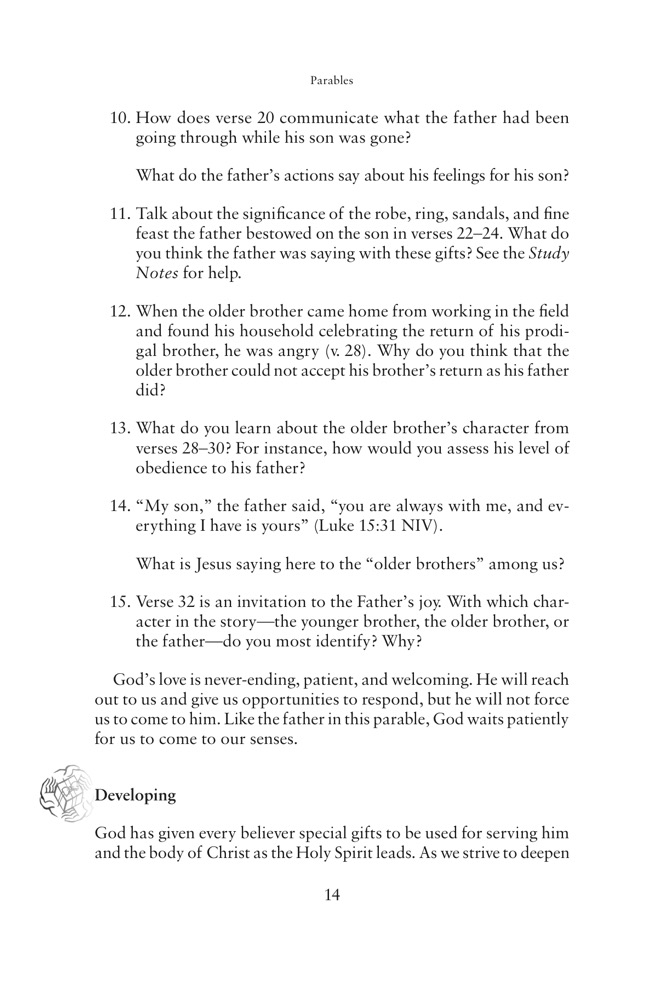 Parables
10. How does verse 20 communicate what the father had been
going through while his son was gone?
What do the father’s actions say about his feelings for his son?
11. Talk about the significance of the robe, ring, sandals, and fine
feast the father bestowed on the son in verses 22–24. What do
you think the father was saying with these gifts? See the Study
Notes for help.
12. When the older brother came home from working in the field
and found his household celebrating the return of his prodi-
gal brother, he was angry (v. 28). Why do you think that the
older brother could not accept his brother’s return as his father
did?
13. What do you learn about the older brother’s character from
verses 28–30? For instance, how would you assess his level of
obedience to his father?
14. “My son,” the father said, “you are always with me, and ev-
erything I have is yours” (Luke 15:31 NIV).
What is Jesus saying here to the “older brothers” among us?
15. Verse 32 is an invitation to the Father’s joy. With which char-
acter in the story—the younger brother, the older brother, or
the father—do you most identify? Why?
God’s love is never-ending, patient, and welcoming. He will reach
out to us and give us opportunities to respond, but he will not force
us to come to him. Like the father in this parable, God waits patiently
for us to come to our senses.
Developing
God has given every believer special gifts to be used for serving him
and the body of Christ as the Holy Spirit leads. As we strive to deepen
14